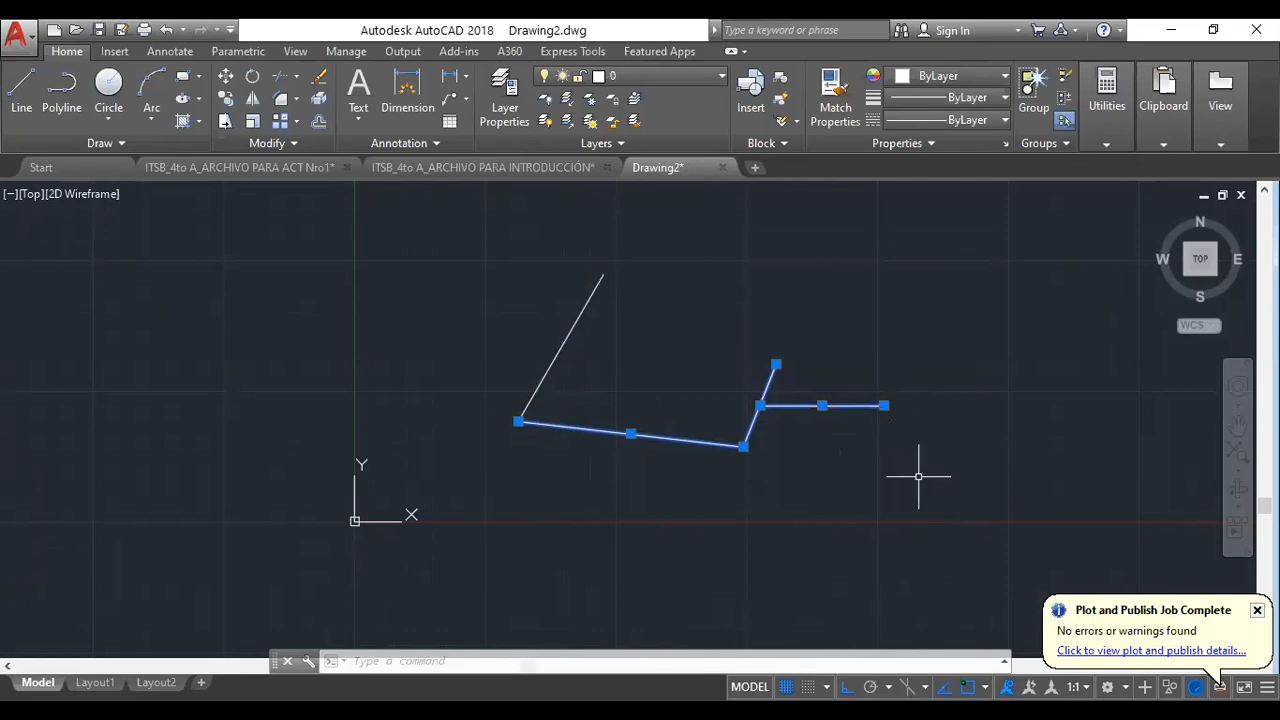 Autodesk AutoCAD 2018 Drawing2.dwg
Type a keyword or phrase
Sign In
Home Insert Annotate Parametric View Manage Output Add-ins A360 Express Tools Featured Apps
Line Polyline Circle Arc
Text Dimension
Layer Properties
0
Insert
Match Properties
ByLayer
ByLayer
ByLayer
Group
Utilities
Clipboard
View
Draw Modify Annotation Layers Block Properties Groups
Start ITSB_4to A_ARCHIVO PARA ACT Nro1* ITSB_4to A_ARCHIVO PARA INTRODUCCIÓN* Drawing2*
[−][Top][2D Wireframe]
N
W TOP E
S
WCS
Y
X
Plot and Publish Job Complete
No errors or warnings found
Click to view plot and publish details...
Type a command
Model Layout1 Layout2 +
MODEL 1:1